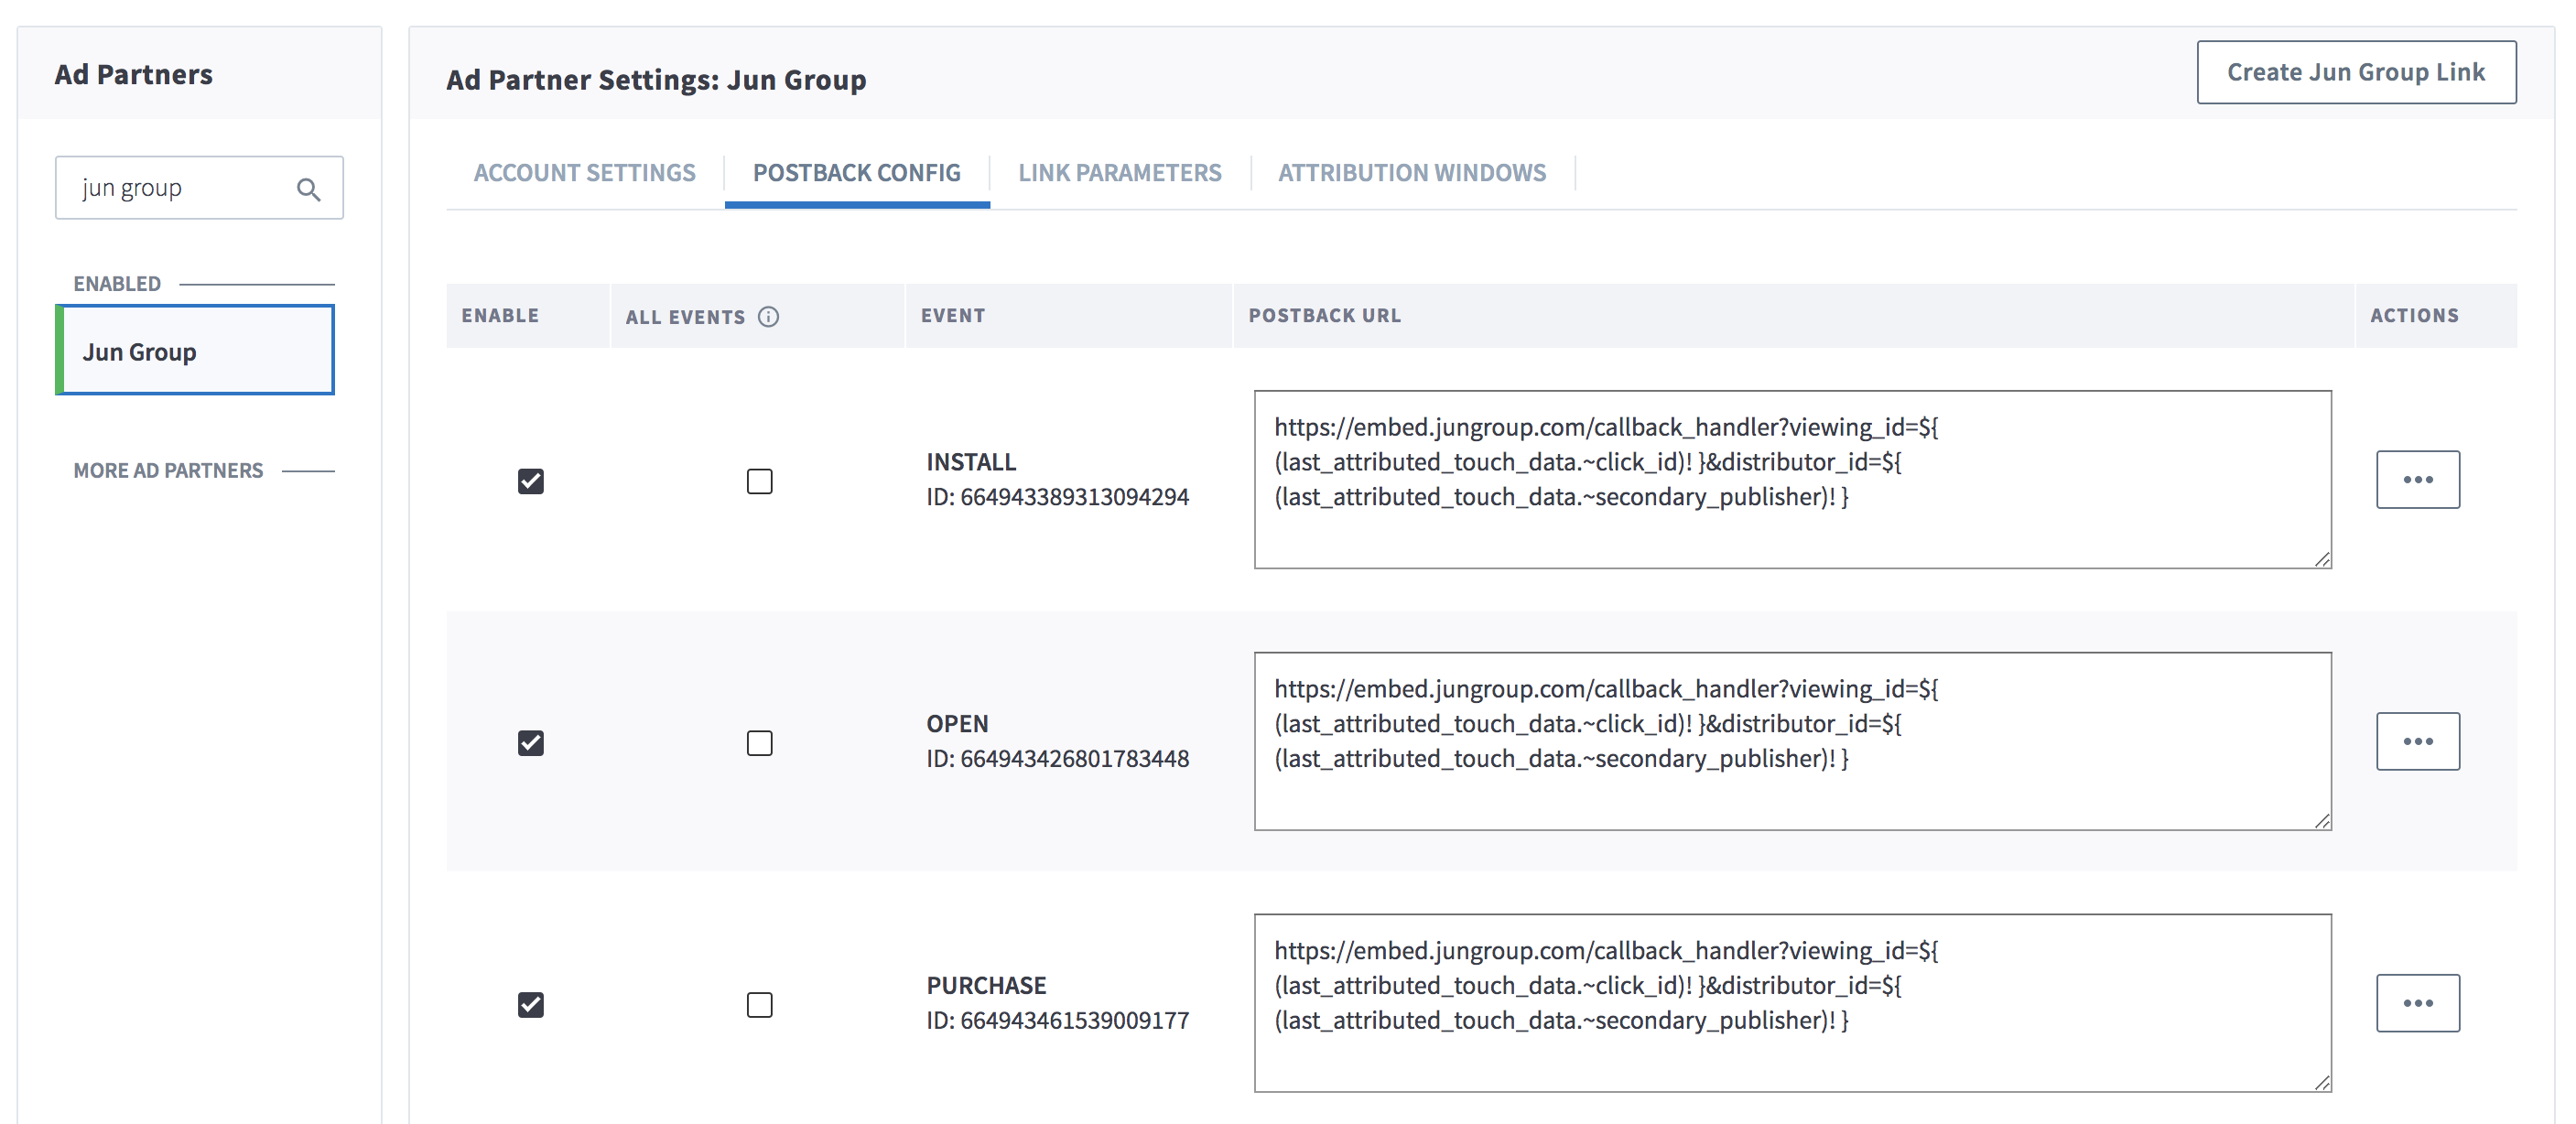 Ad Partners
jun group
ENABLED
Jun Group
MORE AD PARTNERS
Ad Partner Settings: Jun Group
Create Jun Group Link
ACCOUNT SETTINGS
POSTBACK CONFIG
LINK PARAMETERS
ATTRIBUTION WINDOWS
ENABLE
ALL EVENTS
EVENT
POSTBACK URL
ACTIONS
INSTALL
ID: 664943389313094294
https://embed.jungroup.com/callback_handler?viewing_id=${
(last_attributed_touch_data.~click_id)! }&distributor_id=${
(last_attributed_touch_data.~secondary_publisher)! }
OPEN
ID: 664943426801783448
https://embed.jungroup.com/callback_handler?viewing_id=${
(last_attributed_touch_data.~click_id)! }&distributor_id=${
(last_attributed_touch_data.~secondary_publisher)! }
PURCHASE
ID: 664943461539009177
https://embed.jungroup.com/callback_handler?viewing_id=${
(last_attributed_touch_data.~click_id)! }&distributor_id=${
(last_attributed_touch_data.~secondary_publisher)! }